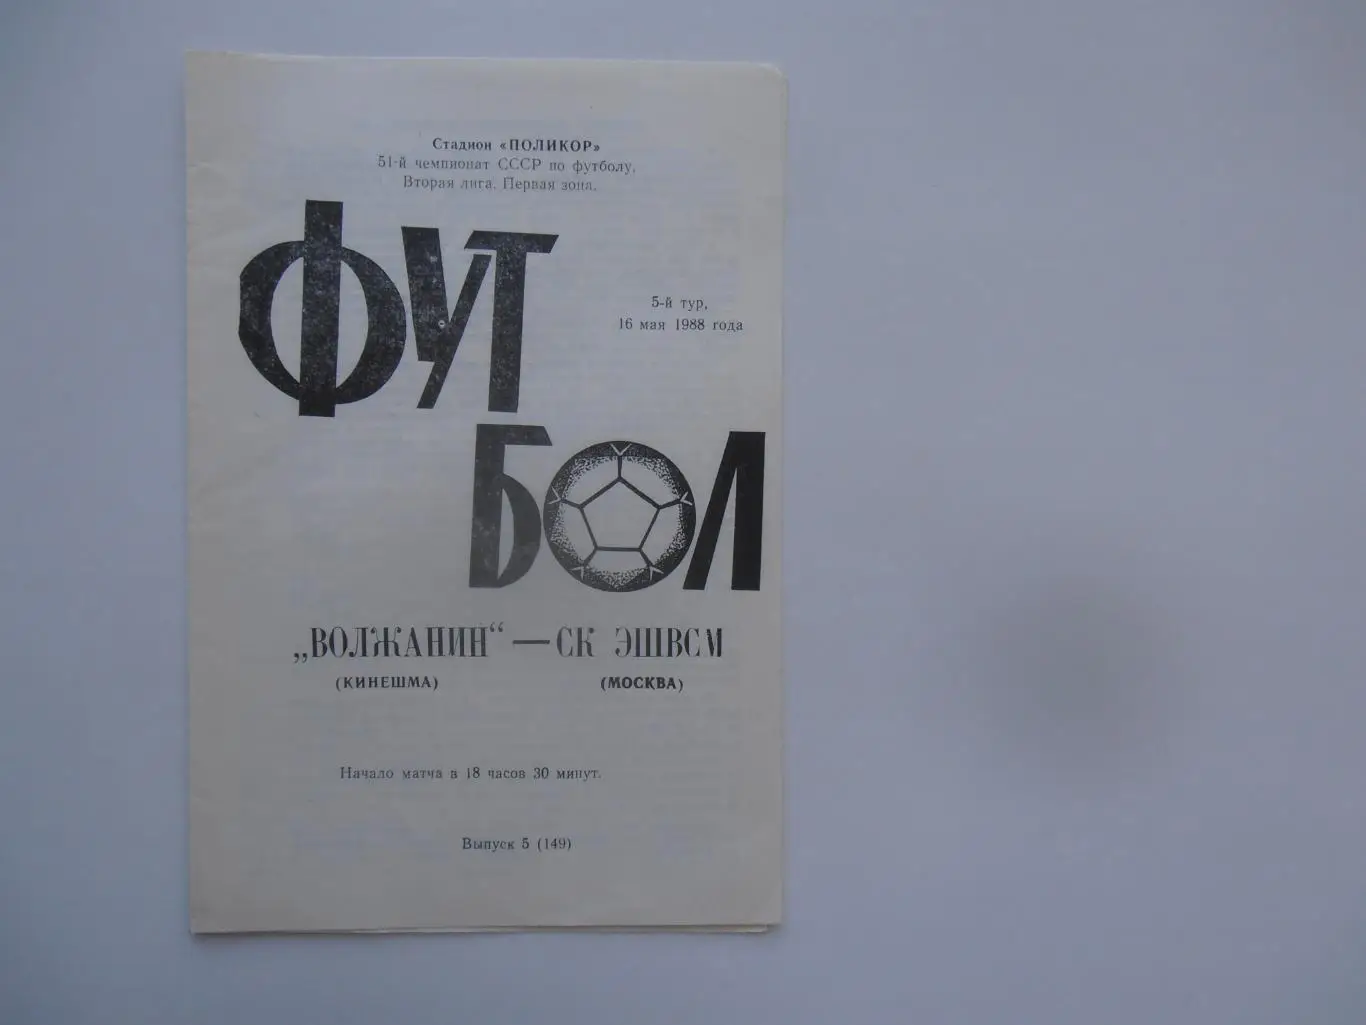 Стадион «ПОЛИКОР»
51-й чемпионат СССР по футболу.
Вторая лига. Первая зона.
ФУТ
5-й тур,
16 мая 1988 года
БОЛ
„ВОЛЖАНИН“ — СК ЭШВСМ
(КИНЕШМА) (МОСКВА)
Начало матча в 18 часов 30 минут.
Выпуск 5 (149)